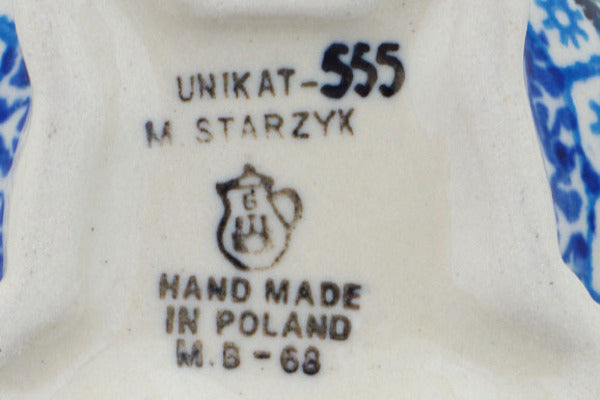 UNIKAT-555
M. STARZYK
G
HAND MADE
IN POLAND
M.B-68